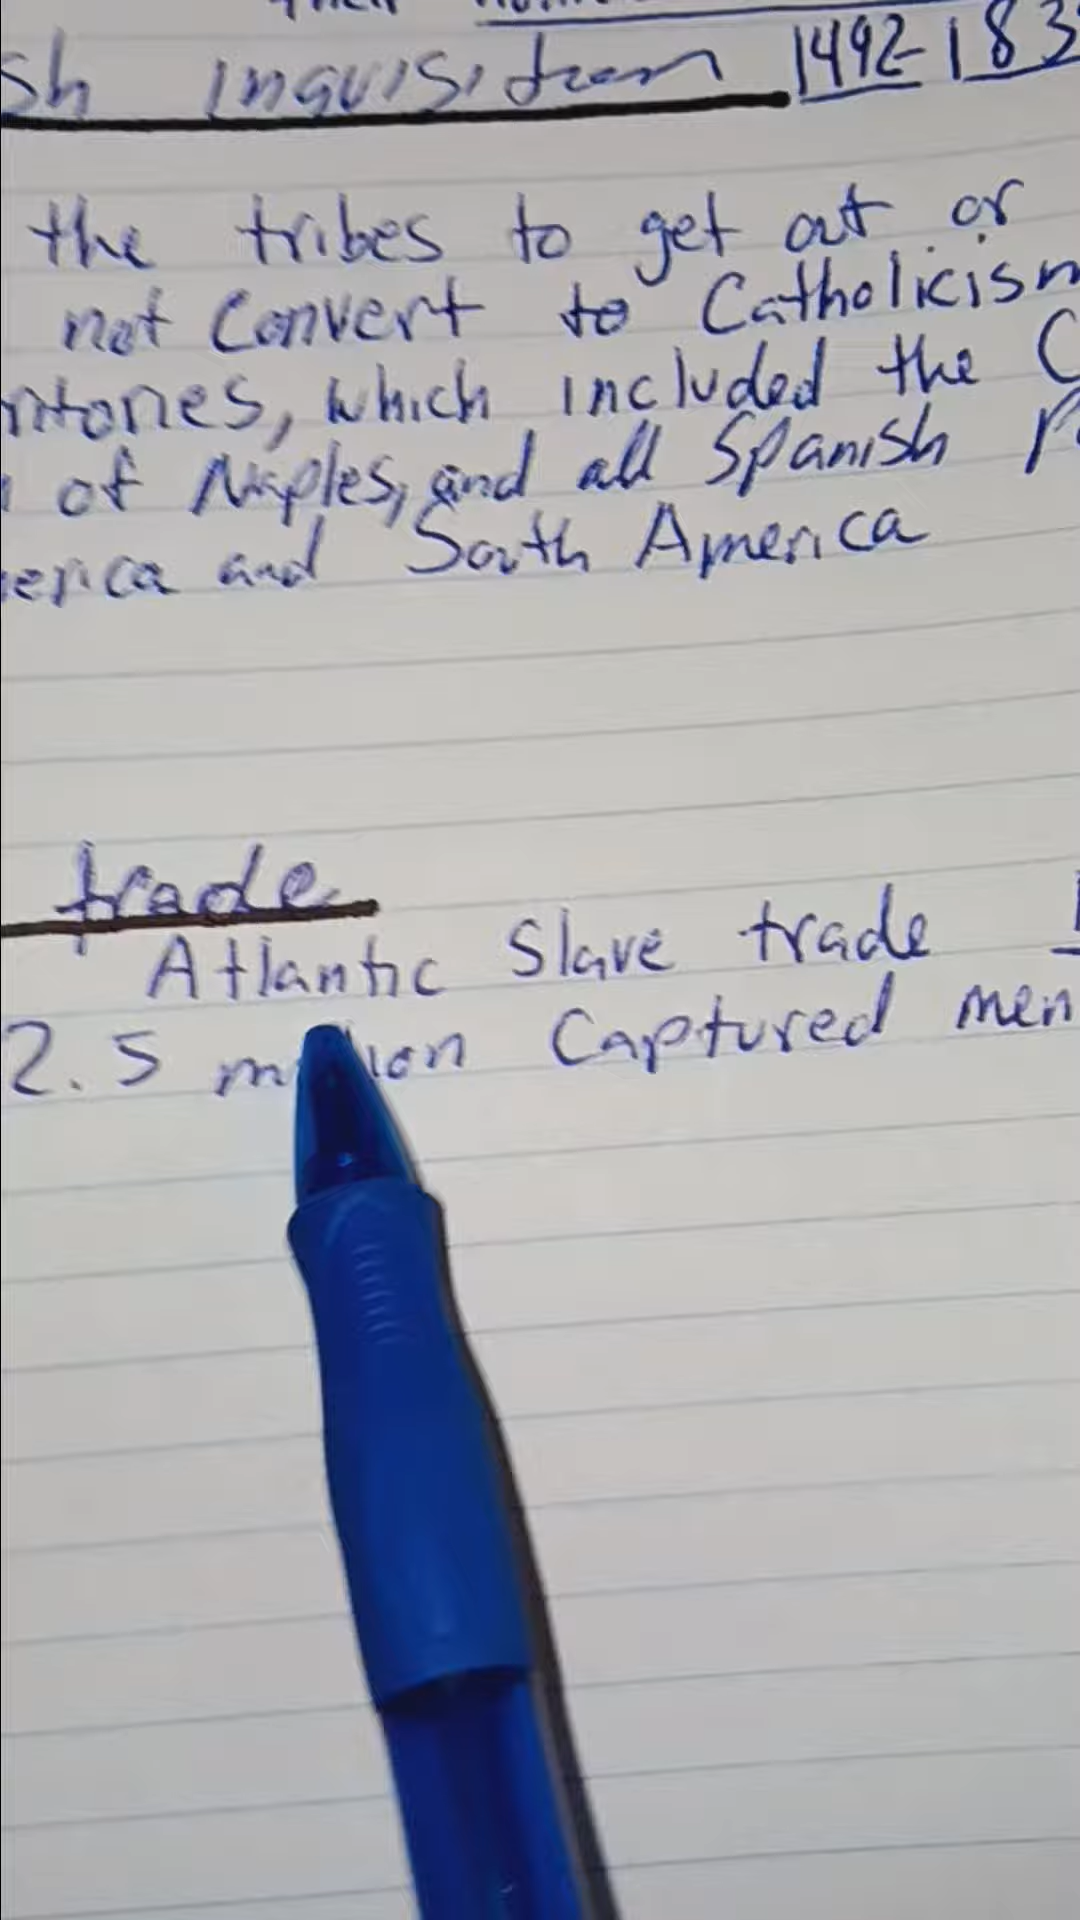 sh inquisition 1492-183
the tribes to get out or
not Convert to Catholicism
which included the C
of Naples, and all Spanish
erica and South America
trade
Atlantic Slave trade
2.5 million Captured men